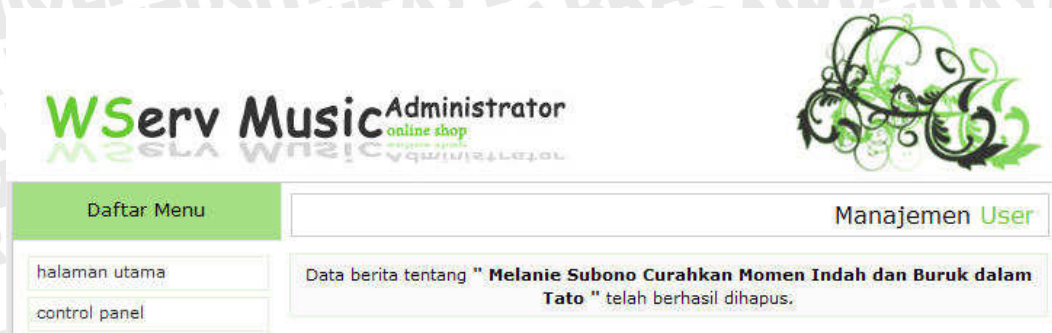 WServ Music Administrator
online shop
Daftar Menu
Manajemen User
halaman utama
control panel
Data berita tentang " Melanie Subono Curahkan Momen Indah dan Buruk dalam
Tato " telah berhasil dihapus.